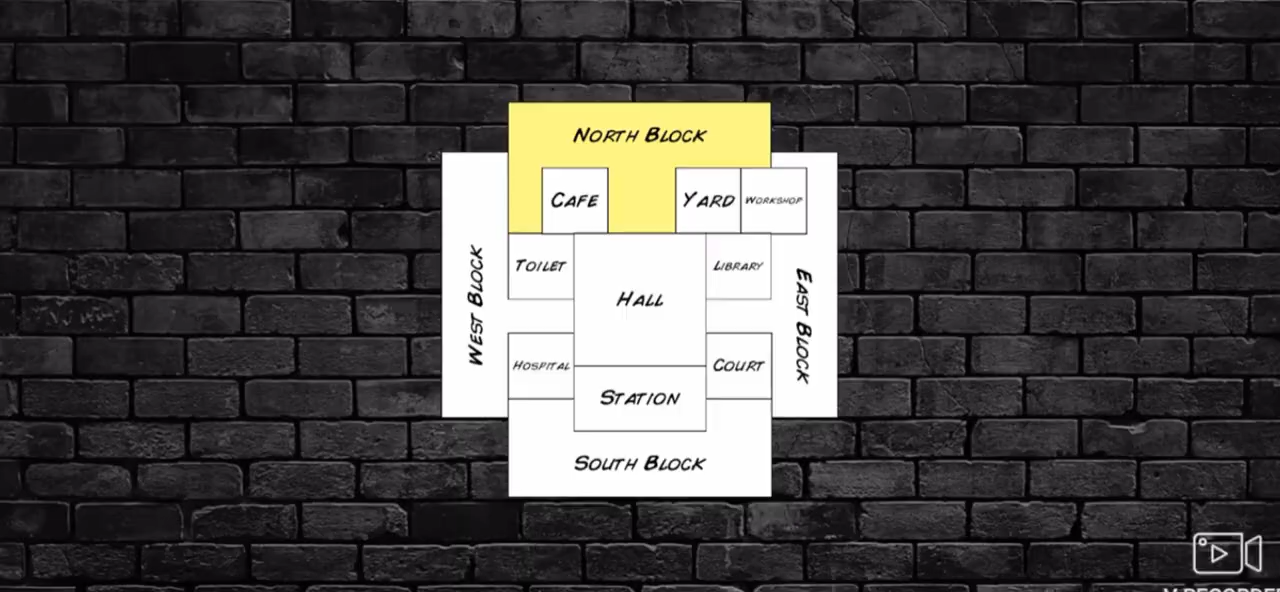 NORTH BLOCK
CAFE
YARD
WORKSHOP
TOILET
LIBRARY
HALL
WEST BLOCK
EAST BLOCK
HOSPITAL
COURT
STATION
SOUTH BLOCK